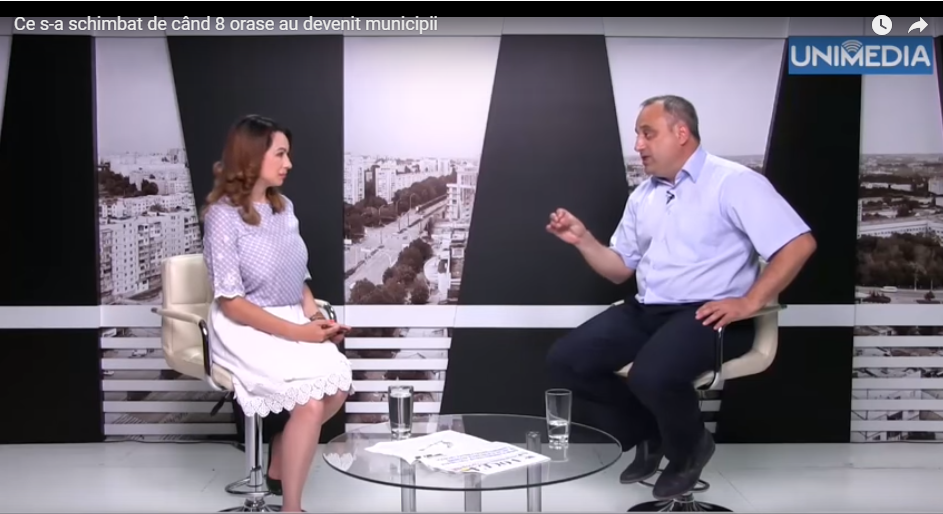 Ce s-a schimbat de când 8 orase au devenit municipii
UNIMEDIA